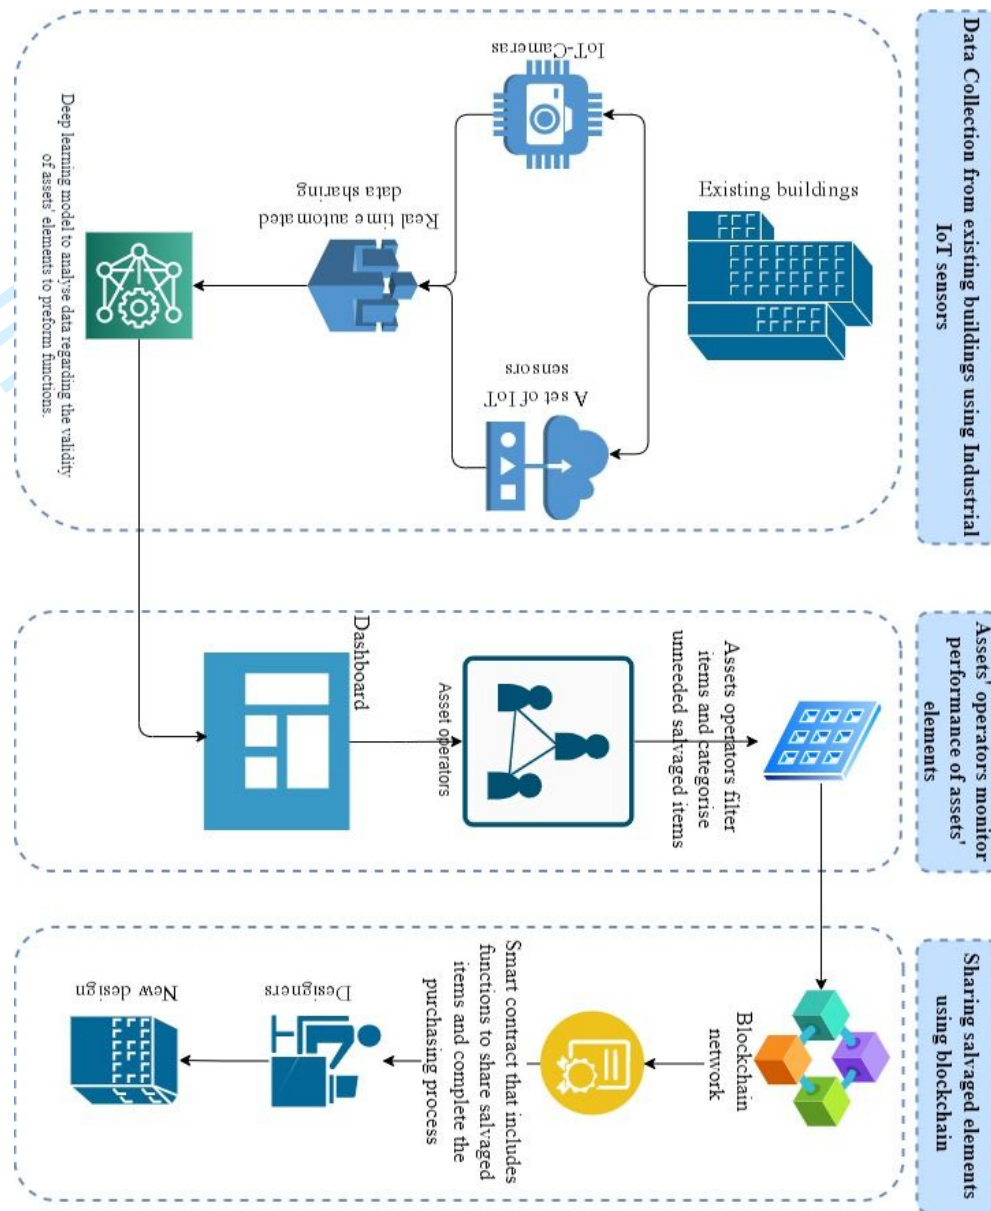 Data Collection from existing buildings using Industrial
IoT sensors
Existing buildings
IoT-Cameras
A set of IoT
sensors
Real time automated
data sharing
Deep learning model to analyse data regarding the validity
of assets' elements to preform functions.
Assets' operators monitor
performance of assets'
elements
Dashboard
Asset operators
Assets operators filter
items and categorise
unneeded salvaged items
Sharing salvaged elements
using blockchain
Blockchain
network
Smart contract that includes
functions to share salvaged
items and complete the
purchasing process
Designers
New design